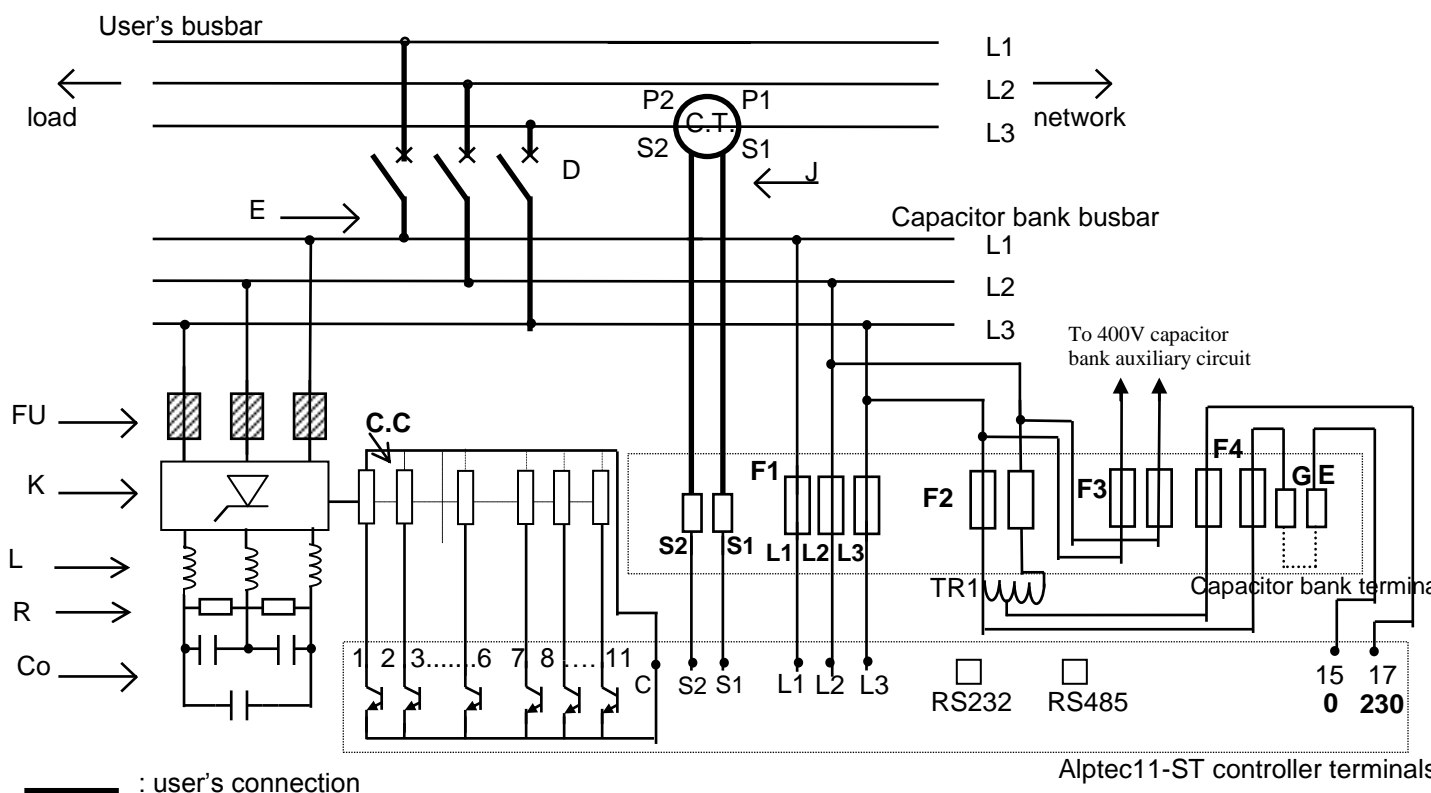 User's busbar
L1
L2
load
network
P2 P1
C.T.
L3
S2 S1
D
J
E
Capacitor bank busbar
L1
L2
L3
To 400V capacitor
bank auxiliary circuit
FU
C.C
K
F1
F2
F3
F4
G E
S2 S1 L1 L2 L3
L
TR1
Capacitor bank termina
R
Co
1 2 3.......6 7 8 ..... 11
C S2 S1 L1 L2 L3
RS232 RS485
15 17
0 230
Alptec11-ST controller terminals
: user's connection